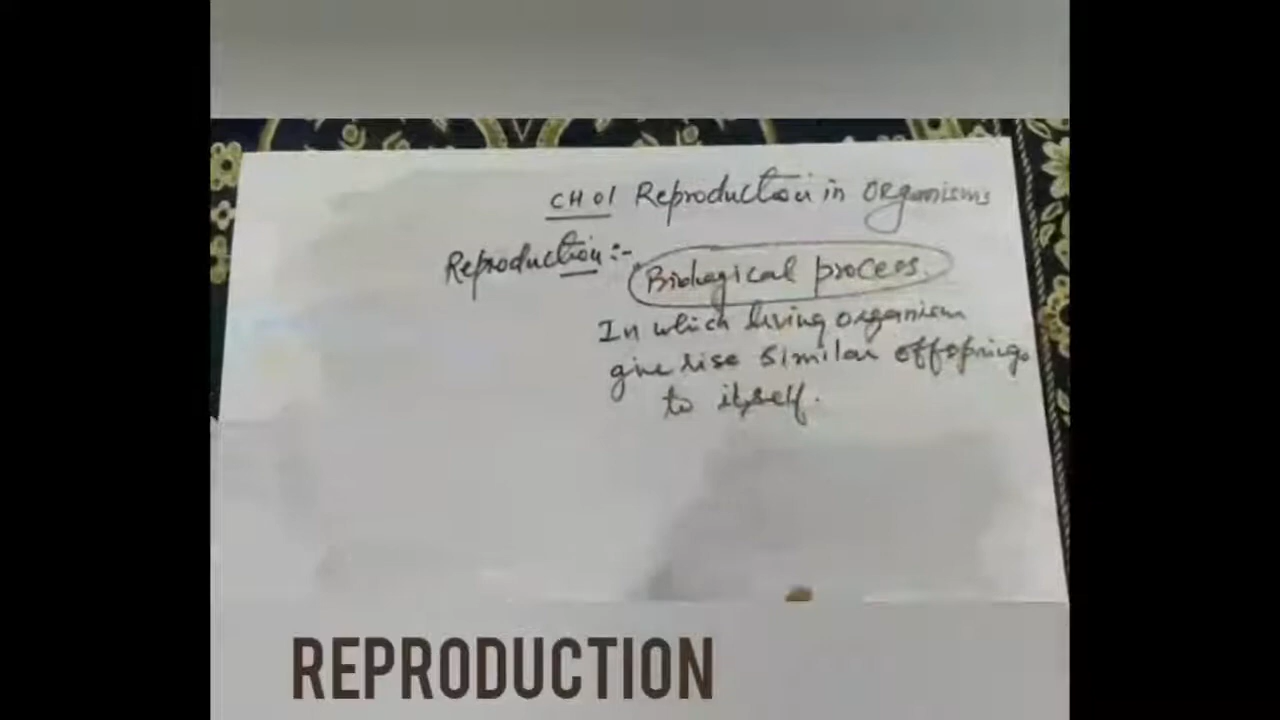 CH 01 Reproduction in organisms
Reproduction :- Biological process.
In which living organism
give rise similar offsprings
to itself.
REPRODUCTION